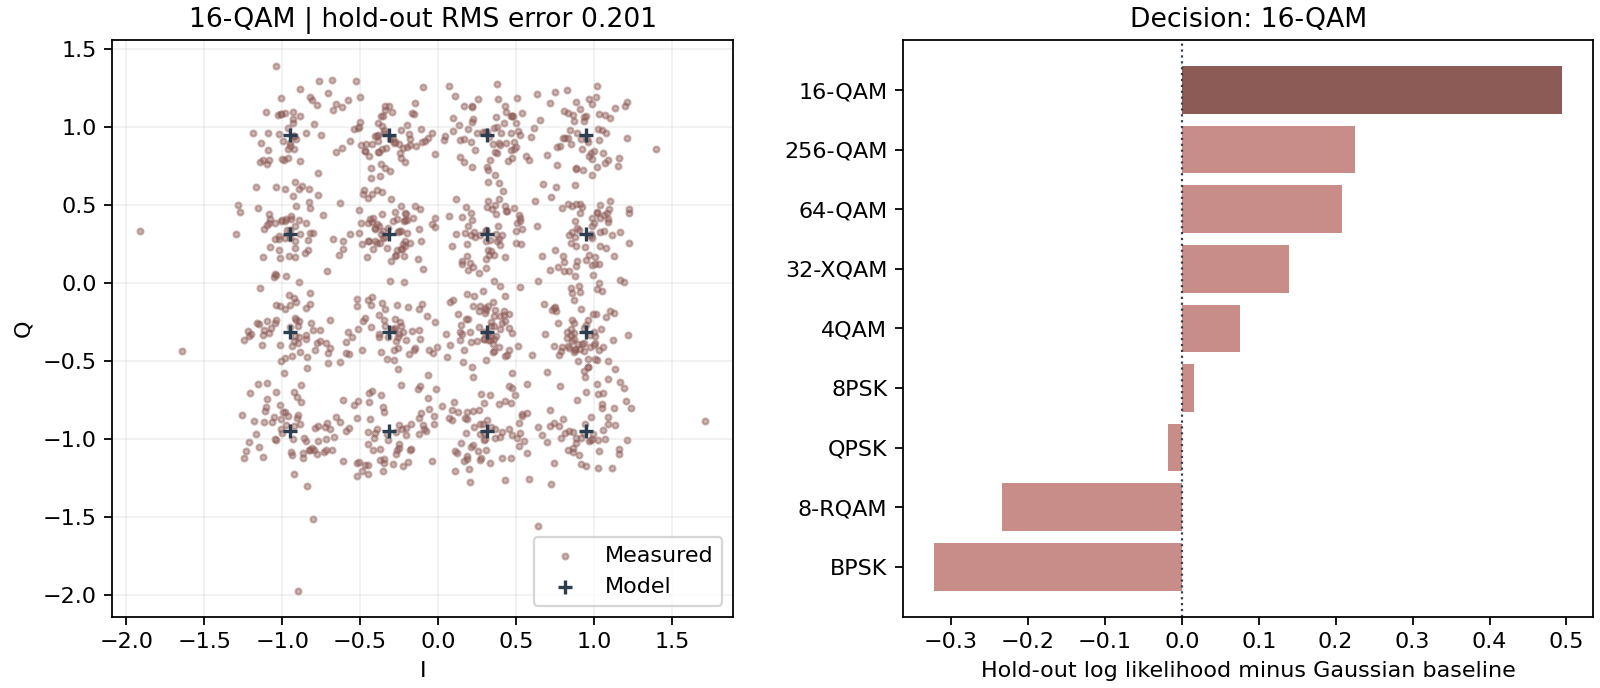 16-QAM | hold-out RMS error 0.201
1.5
1.0
0.5
0.0
−0.5
−1.0
−1.5
−2.0
Q
−2.0 −1.5 −1.0 −0.5 0.0 0.5 1.0 1.5
I
Measured
Model
Decision: 16-QAM
16-QAM
256-QAM
64-QAM
32-XQAM
4QAM
8PSK
QPSK
8-RQAM
BPSK
−0.3 −0.2 −0.1 0.0 0.1 0.2 0.3 0.4 0.5
Hold-out log likelihood minus Gaussian baseline